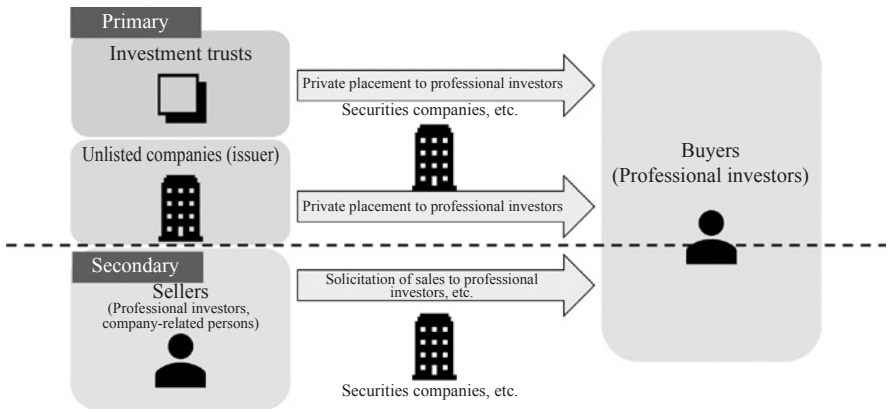 Primary
Investment trusts
Private placement to professional investors
Securities companies, etc.
Unlisted companies (issuer)
Private placement to professional investors
Buyers
(Professional investors)
Secondary
Sellers
(Professional investors,
company-related persons)
Solicitation of sales to professional
investors, etc.
Securities companies, etc.